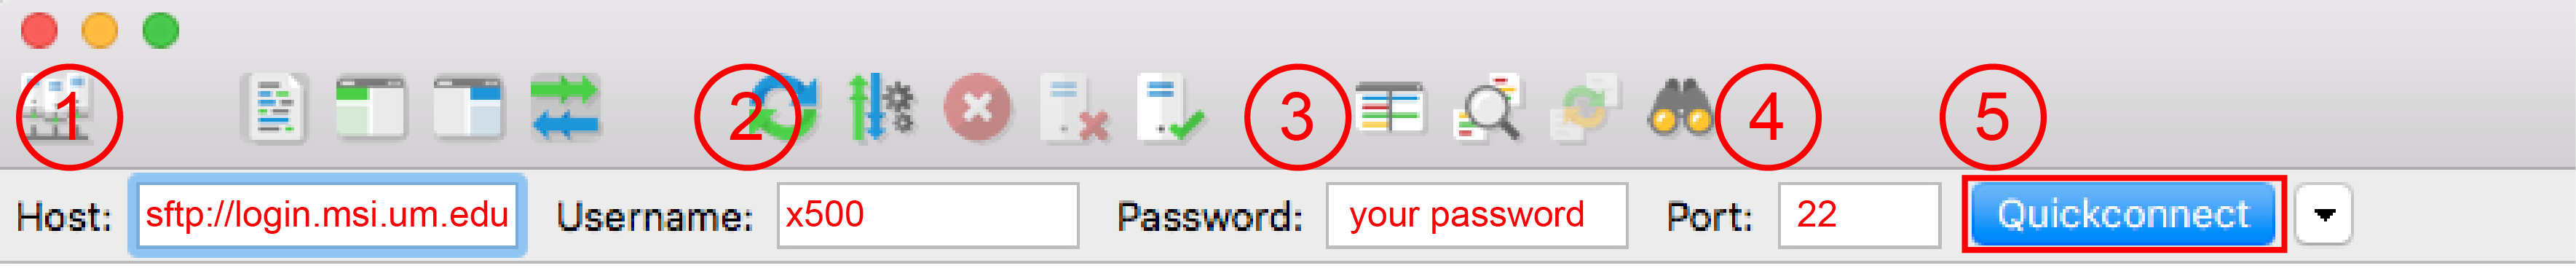 1 2 3 4 5
Host: sftp://login.msi.um.edu Username: x500 Password: your password Port: 22 Quickconnect